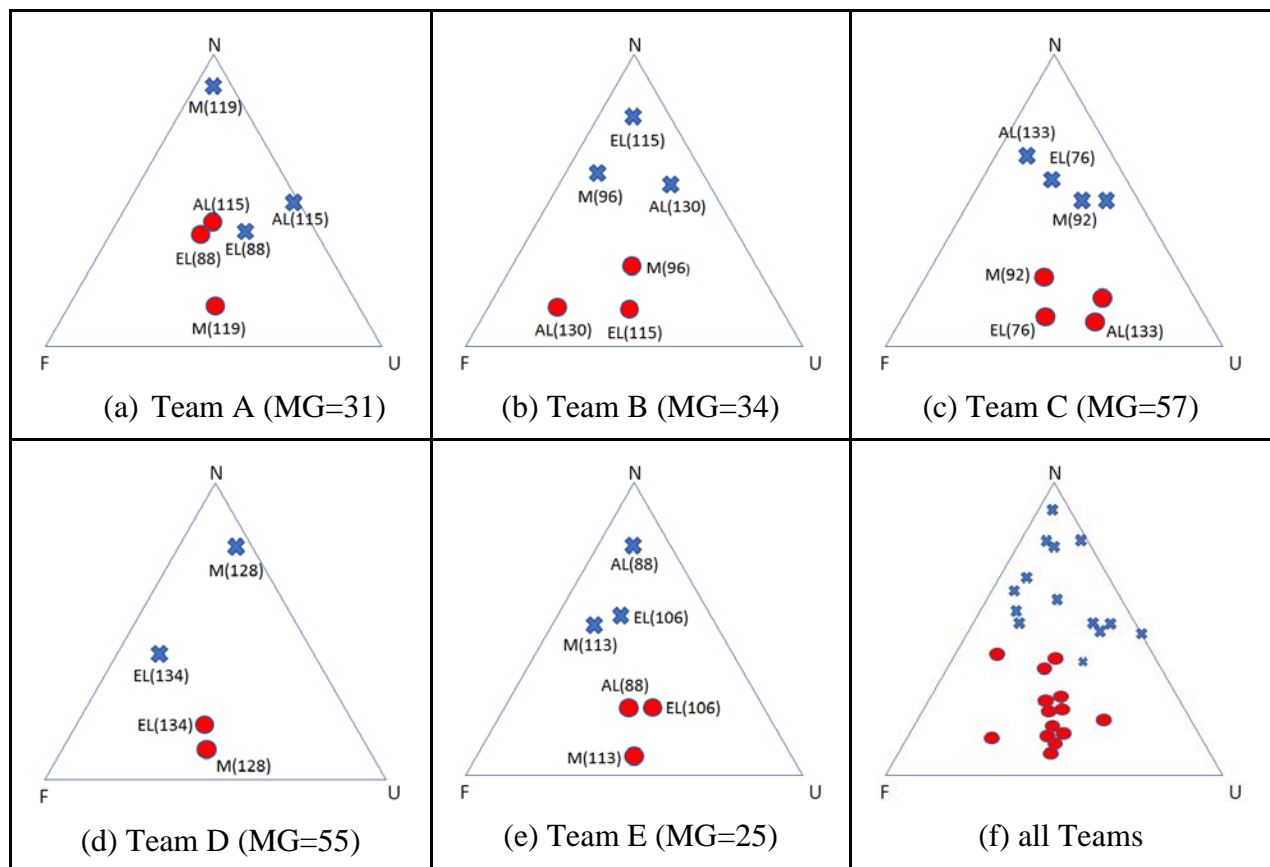 N
M(119)
AL(115)
AL(115)
EL(88)
EL(88)
M(119)
F
U
(a) Team A (MG=31)
N
EL(115)
M(96)
AL(130)
M(96)
AL(130)
EL(115)
F
U
(b) Team B (MG=34)
N
AL(133)
EL(76)
M(92)
M(92)
EL(76)
AL(133)
F
U
(c) Team C (MG=57)
N
M(128)
EL(134)
EL(134)
M(128)
F
U
(d) Team D (MG=55)
N
AL(88)
EL(106)
M(113)
AL(88)
EL(106)
M(113)
F
U
(e) Team E (MG=25)
N
F
U
(f) all Teams